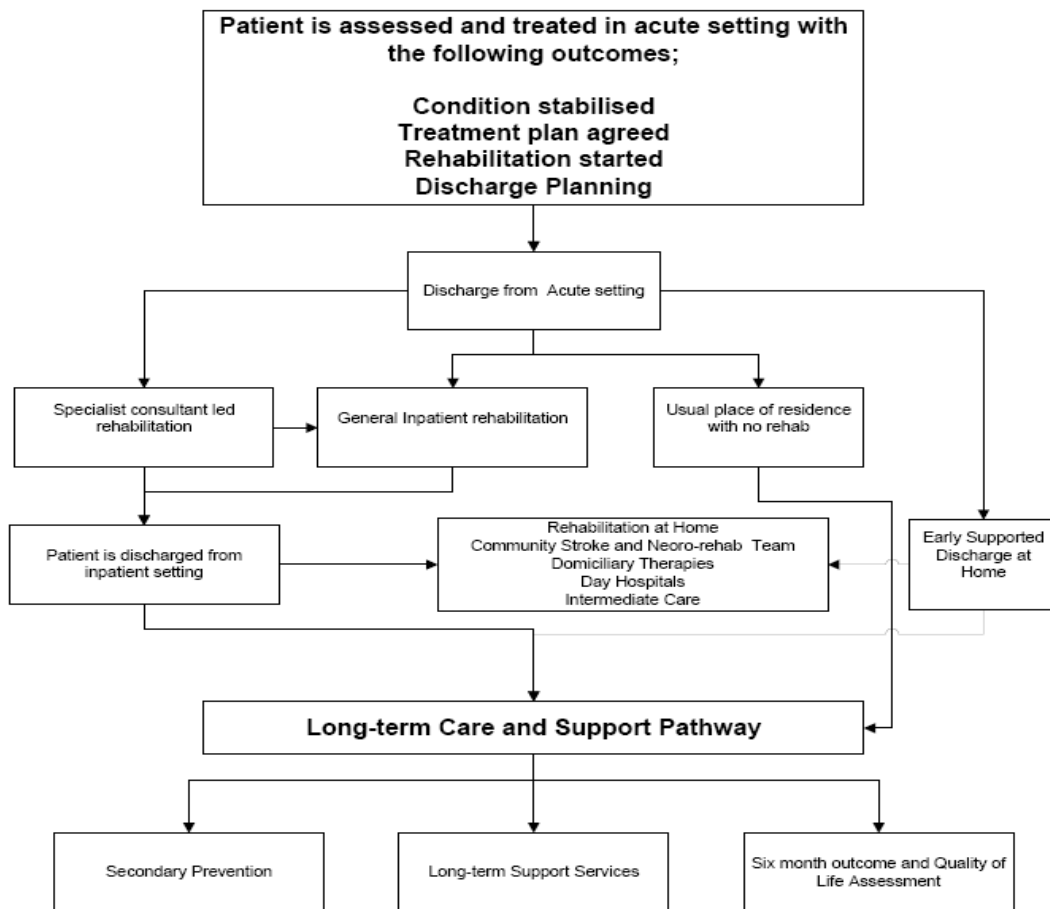 Patient is assessed and treated in acute setting with
the following outcomes;
Condition stabilised
Treatment plan agreed
Rehabilitation started
Discharge Planning
Discharge from Acute setting
Specialist consultant led
rehabilitation
General Inpatient rehabilitation
Usual place of residence
with no rehab
Patient is discharged from
inpatient setting
Rehabilitation at Home
Community Stroke and Neoro-rehab Team
Domiciliary Therapies
Day Hospitals
Intermediate Care
Early Supported
Discharge at
Home
Long-term Care and Support Pathway
Secondary Prevention
Long-term Support Services
Six month outcome and Quality of
Life Assessment